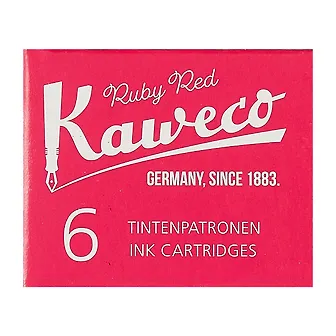 Ruby Red
Kaweco
GERMANY, SINCE 1883.
6
TINTENPATRONEN
INK CARTRIDGES